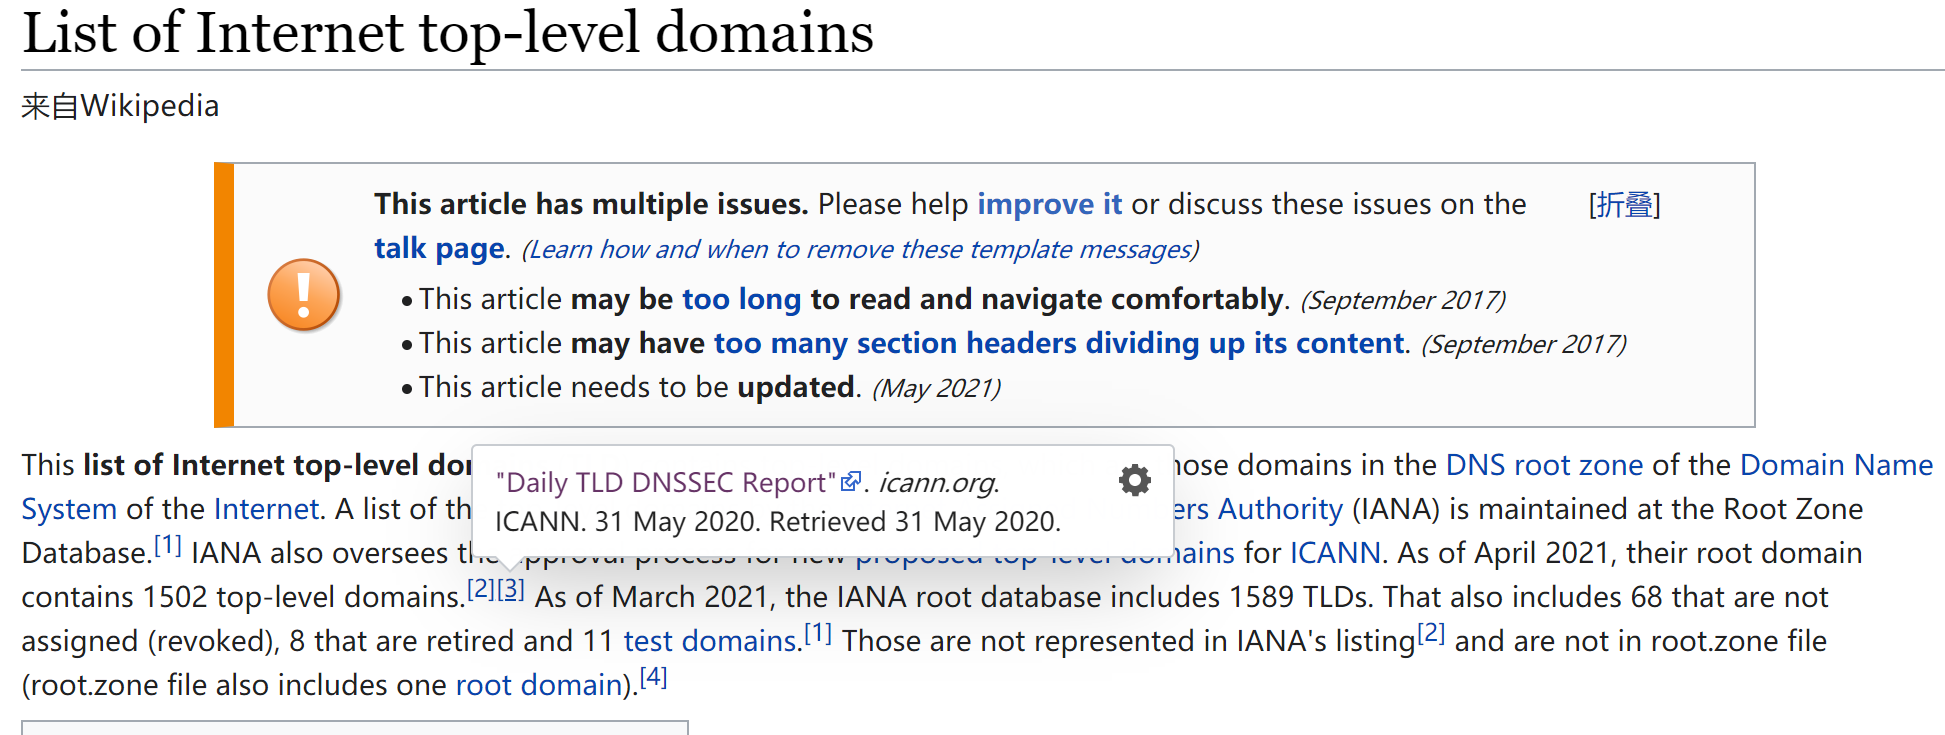 List of Internet top-level domains
来自Wikipedia
This article has multiple issues. Please help improve it or discuss these issues on the [折叠]
talk page. (Learn how and when to remove these template messages)
• This article may be too long to read and navigate comfortably. (September 2017)
• This article may have too many section headers dividing up its content. (September 2017)
• This article needs to be updated. (May 2021)
This list of Internet top-level domains in the DNS root zone of the Domain Name
"Daily TLD DNSSEC Report". icann.org.
System of the Internet. A list of Authority (IANA) is maintained at the Root Zone
ICANN. 31 May 2020. Retrieved 31 May 2020.
Database.[1] IANA also oversees the approval process for new proposed top-level domains for ICANN. As of April 2021, their root domain
contains 1502 top-level domains.[2][3] As of March 2021, the IANA root database includes 1589 TLDs. That also includes 68 that are not
assigned (revoked), 8 that are retired and 11 test domains.[1] Those are not represented in IANA's listing[2] and are not in root.zone file
(root.zone file also includes one root domain).[4]